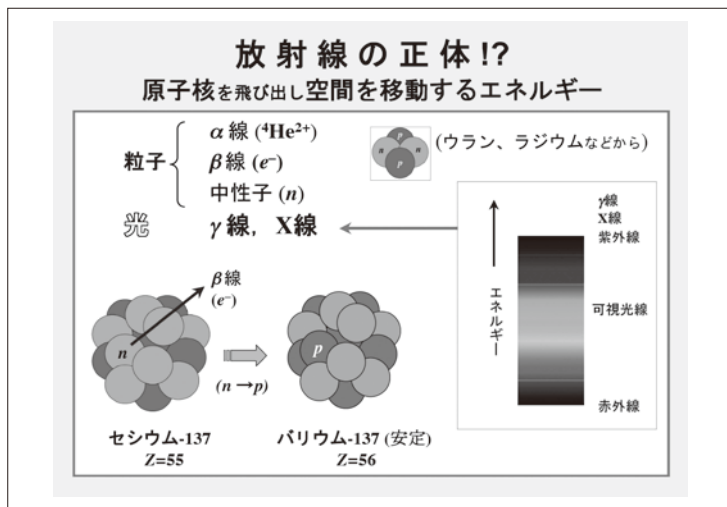 放射線の正体!?
原子核を飛び出し空間を移動するエネルギー
粒子
α線 (⁴He²⁺)
β線 (e⁻)
中性子 (n)
光
γ線, X線
p
n
n
p
(ウラン、ラジウムなどから)
γ線
X線
紫外線
可視光線
赤外線
エネルギー
β線
(e⁻)
n
(n→p)
p
セシウム-137
Z=55
バリウム-137 (安定)
Z=56